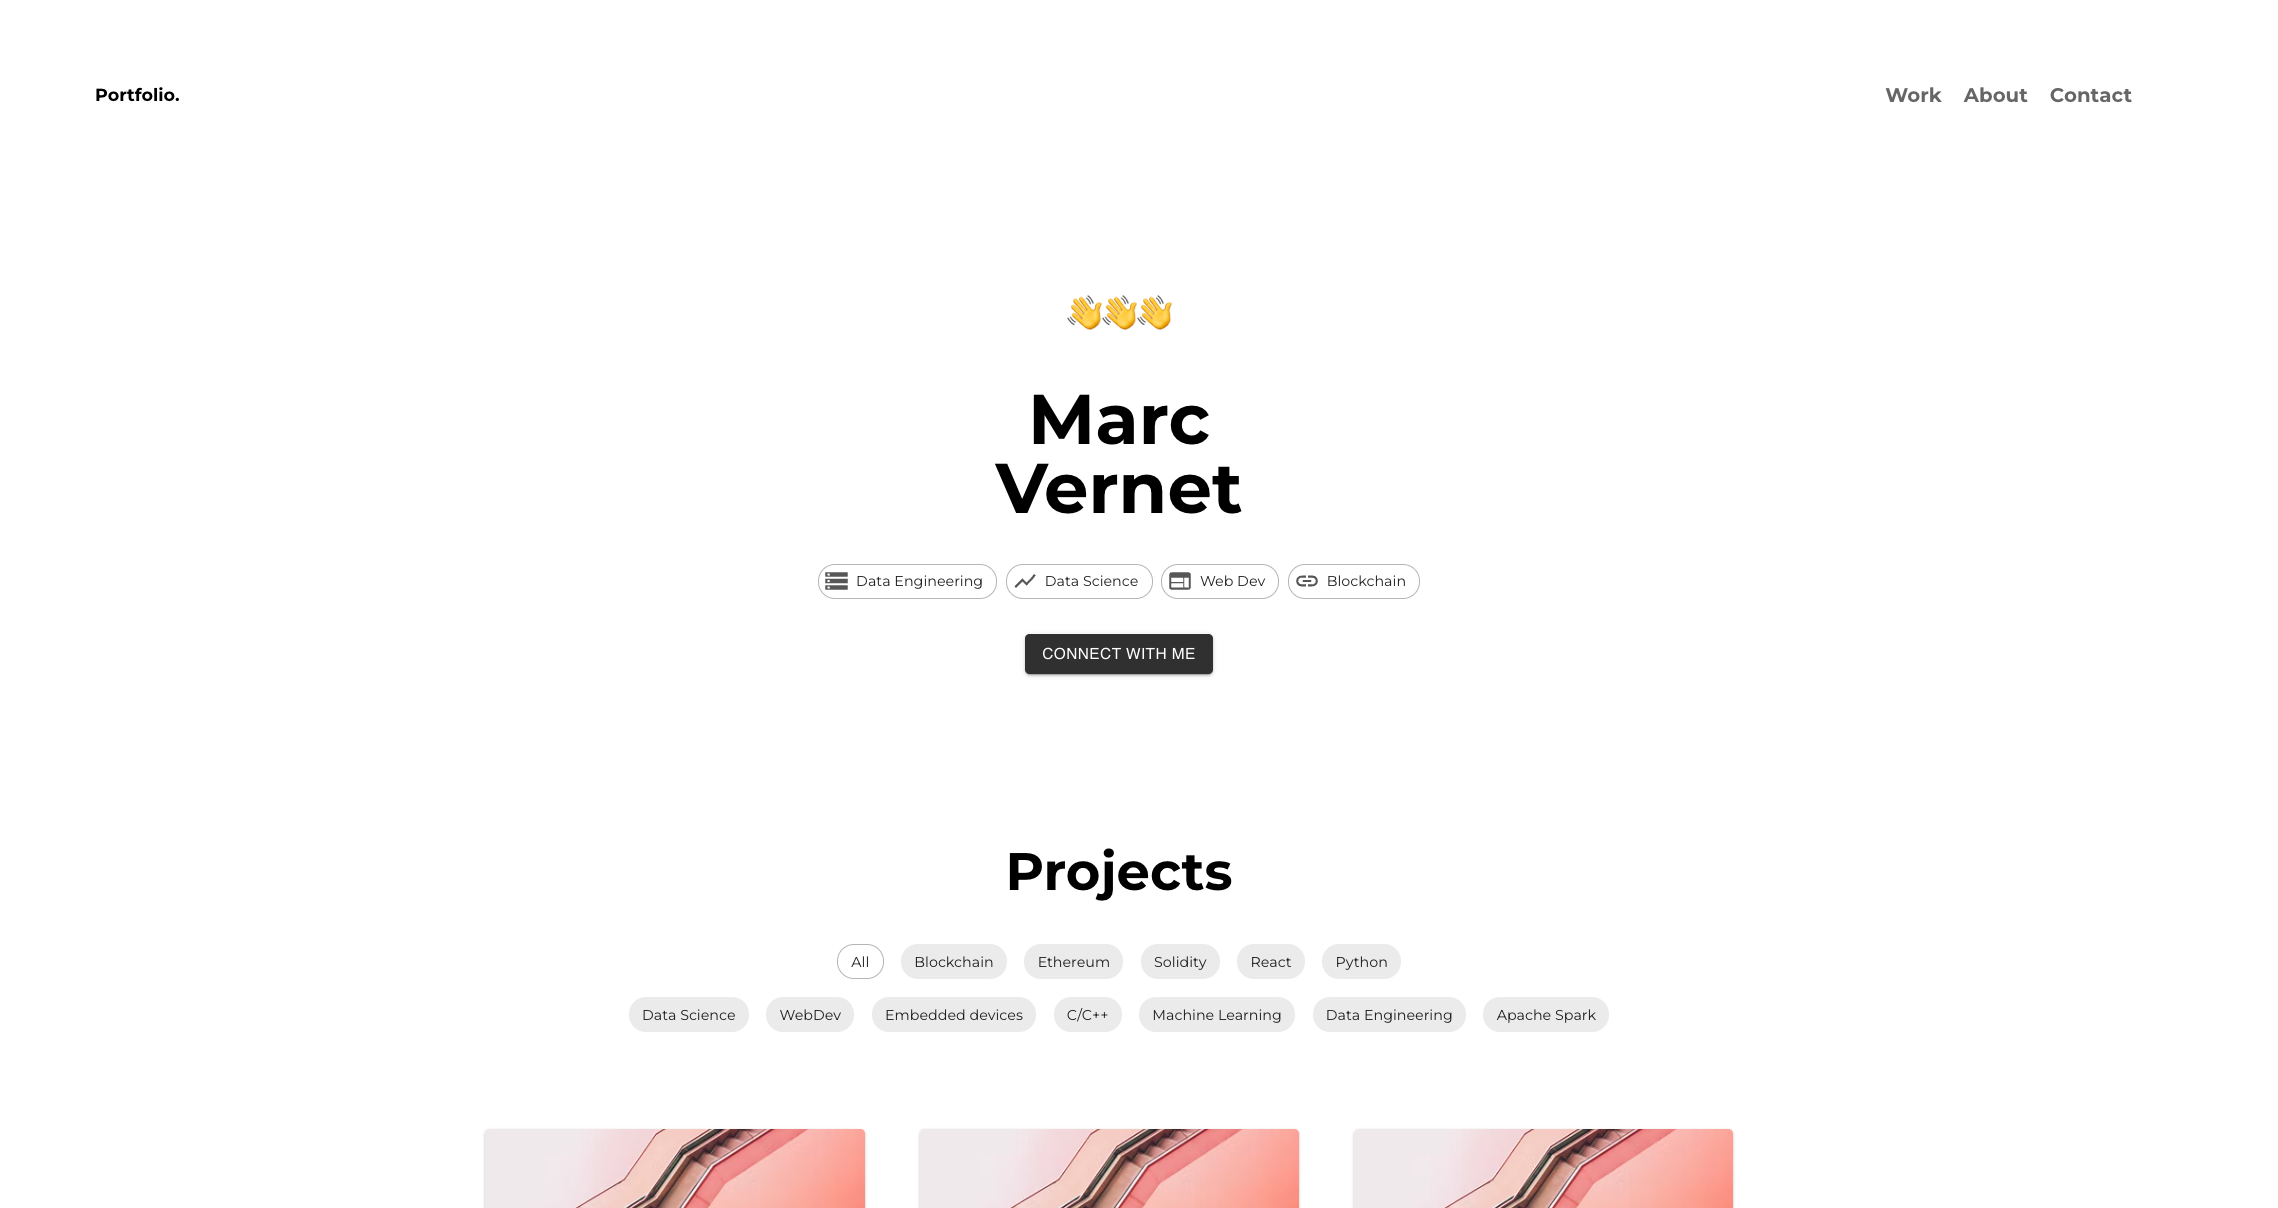 Portfolio.
Work About Contact
👋👋👋
Marc
Vernet
Data Engineering Data Science Web Dev Blockchain
CONNECT WITH ME
Projects
All Blockchain Ethereum Solidity React Python
Data Science WebDev Embedded devices C/C++ Machine Learning Data Engineering Apache Spark